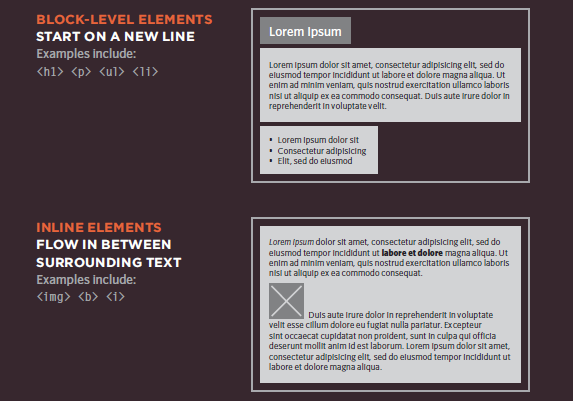 BLOCK-LEVEL ELEMENTS
START ON A NEW LINE
Examples include:
<h1> <p> <ul> <li>
Lorem Ipsum
Lorem ipsum dolor sit amet, consectetur adipisicing elit, sed do
eiusmod tempor incididunt ut labore et dolore magna aliqua. Ut
enim ad minim veniam, quis nostrud exercitation ullamco laboris
nisi ut aliquip ex ea commodo consequat. Duis aute irure dolor in
reprehenderit in voluptate velit.
• Lorem ipsum dolor sit
• Consectetur adipisicing
• Elit, sed do eiusmod
INLINE ELEMENTS
FLOW IN BETWEEN
SURROUNDING TEXT
Examples include:
<img> <b> <i>
Lorem ipsum dolor sit amet, consectetur adipisicing elit, sed do
eiusmod tempor incididunt ut labore et dolore magna aliqua. Ut
enim ad minim veniam, quis nostrud exercitation ullamco laboris
nisi ut aliquip ex ea commodo consequat.
Duis aute irure dolor in reprehenderit in voluptate
velit esse cillum dolore eu fugiat nulla pariatur. Excepteur
sint occaecat cupidatat non proident, sunt in culpa qui officia
deserunt mollit anim id est laborum. Lorem ipsum dolor sit amet,
consectetur adipisicing elit, sed do eiusmod tempor incididunt ut
labore et dolore magna aliqua.